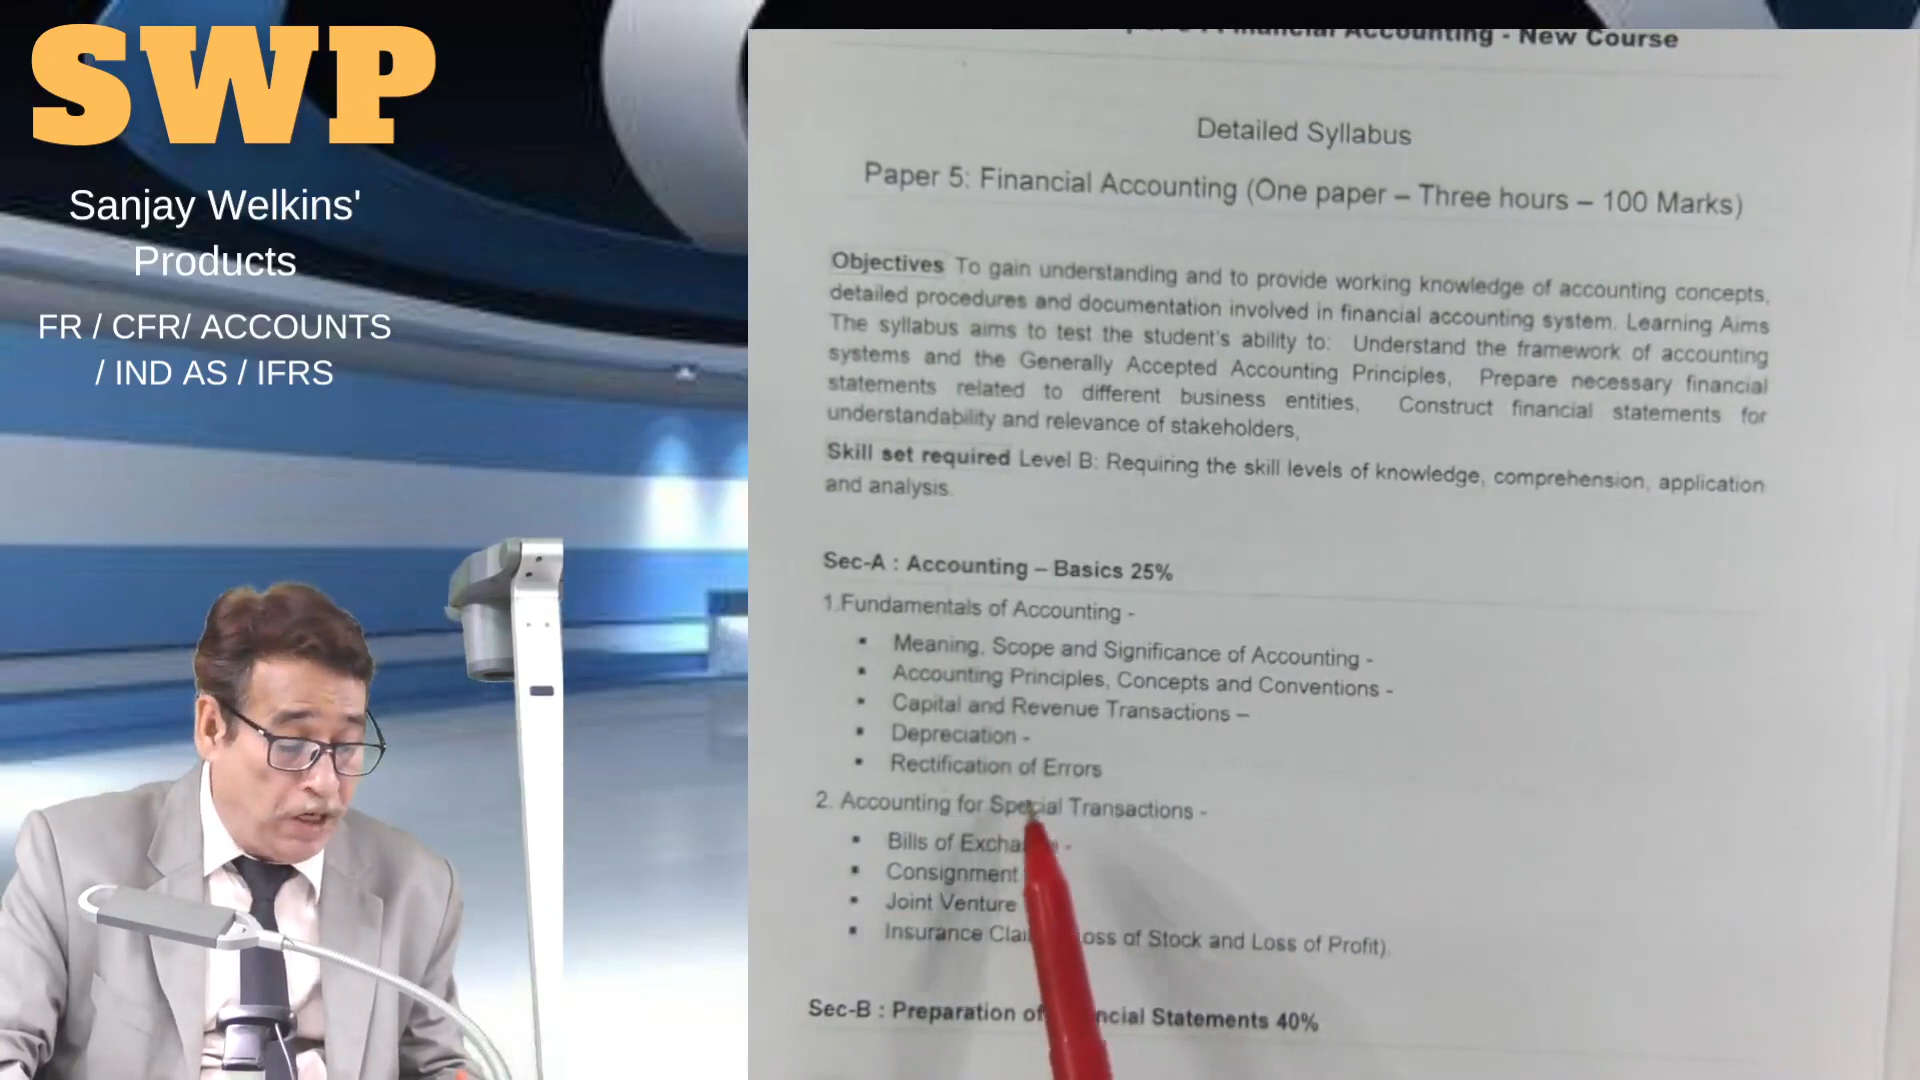 SWP
Sanjay Welkins'
Products
FR / CFR/ ACCOUNTS
/ IND AS / IFRS
Financial Accounting - New Course
Detailed Syllabus
Paper 5: Financial Accounting (One paper – Three hours – 100 Marks)
Objectives To gain understanding and to provide working knowledge of accounting concepts,
detailed procedures and documentation involved in financial accounting system. Learning Aims
The syllabus aims to test the student's ability to: Understand the framework of accounting
systems and the Generally Accepted Accounting Principles, Prepare necessary financial
statements related to different business entities, Construct financial statements for
understandability and relevance of stakeholders,
Skill set required Level B: Requiring the skill levels of knowledge, comprehension, application
and analysis.
Sec-A : Accounting – Basics 25%
1.Fundamentals of Accounting -
▪ Meaning, Scope and Significance of Accounting -
▪ Accounting Principles, Concepts and Conventions -
▪ Capital and Revenue Transactions –
▪ Depreciation -
▪ Rectification of Errors
2. Accounting for Special Transactions -
▪ Bills of -
▪ Consignment
▪ Joint Venture
▪ Insurance of Stock and Loss of Profit).
Sec-B : Preparation of Statements 40%